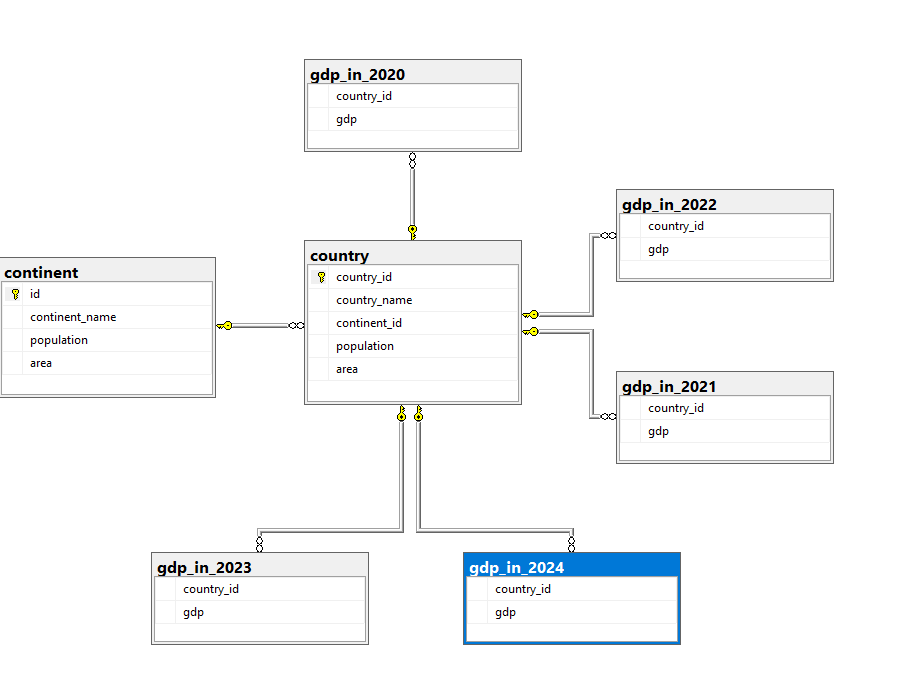 gdp_in_2020
country_id
gdp
gdp_in_2022
country_id
gdp
country
country_id
country_name
continent_id
population
area
continent
id
continent_name
population
area
gdp_in_2021
country_id
gdp
gdp_in_2023
country_id
gdp
gdp_in_2024
country_id
gdp